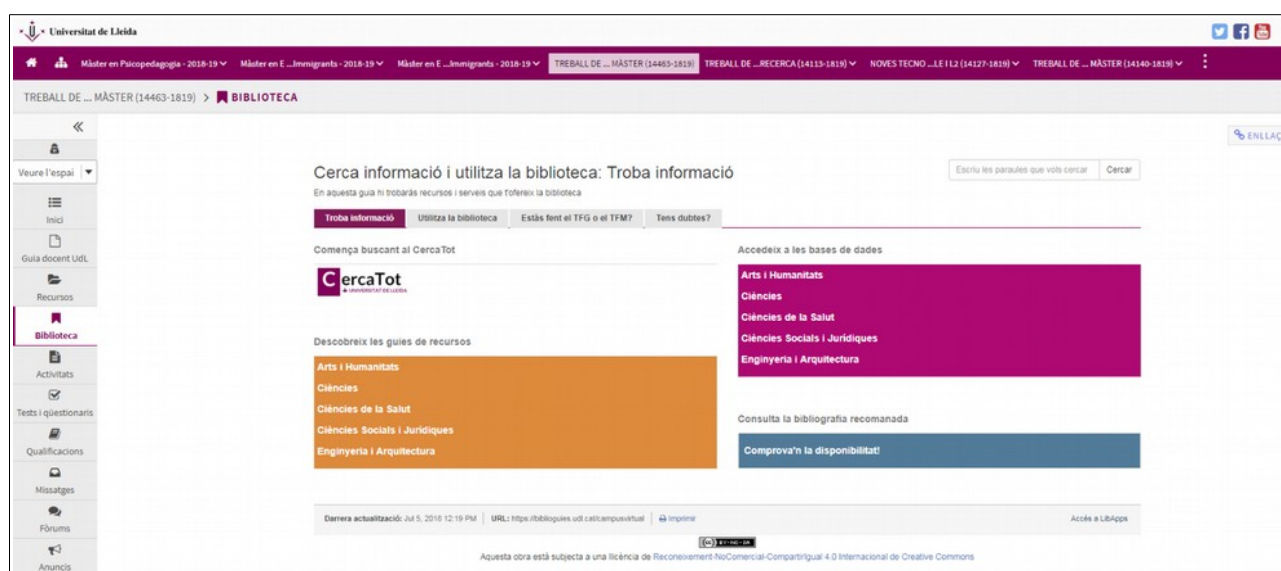 Universitat de Lleida
Màster en Psicopedagogia - 2018-19 Màster en E ...Immigrants - 2018-19 Màster en E ...Immigrants - 2018-19 TREBALL DE ... MÀSTER (14463-1819) TREBALL DE ...RECERCA (14113-1819) NOVES TECNO ...LE I L2 (14127-1819) TREBALL DE ... MÀSTER (14140-1819)
TREBALL DE ... MÀSTER (14463-1819) > BIBLIOTECA
ENLLAÇ
Veure l'espai
Inici
Guia docent UdL
Recursos
Biblioteca
Activitats
Tests i qüestionaris
Qualificacions
Missatges
Fòrums
Anuncis
Cerca informació i utilitza la biblioteca: Troba informació
Escriu les paraules que vols cercar Cercar
En aquesta guia hi trobaràs recursos i serveis que t'ofereix la biblioteca
Troba informació Utilitza la biblioteca Estàs fent el TFG o el TFM? Tens dubtes?
Comença buscant al CercaTot
CercaTot
UNIVERSITAT DE LLEIDA
Descobreix les guies de recursos
Arts i Humanitats
Ciències
Ciències de la Salut
Ciències Socials i Jurídiques
Enginyeria i Arquitectura
Accedeix a les bases de dades
Arts i Humanitats
Ciències
Ciències de la Salut
Ciències Socials i Jurídiques
Enginyeria i Arquitectura
Consulta la bibliografia recomanada
Comprova'n la disponibilitat!
Darrera actualització: Jul 5, 2018 12:19 PM URL: https://biblioguies.udl.cat/campusvirtual Imprimir Accés a LibApps
cc BY-NC-SA
Aquesta obra està subjecta a una llicència de Reconeixement-NoComercial-CompartirIgual 4.0 Internacional de Creative Commons